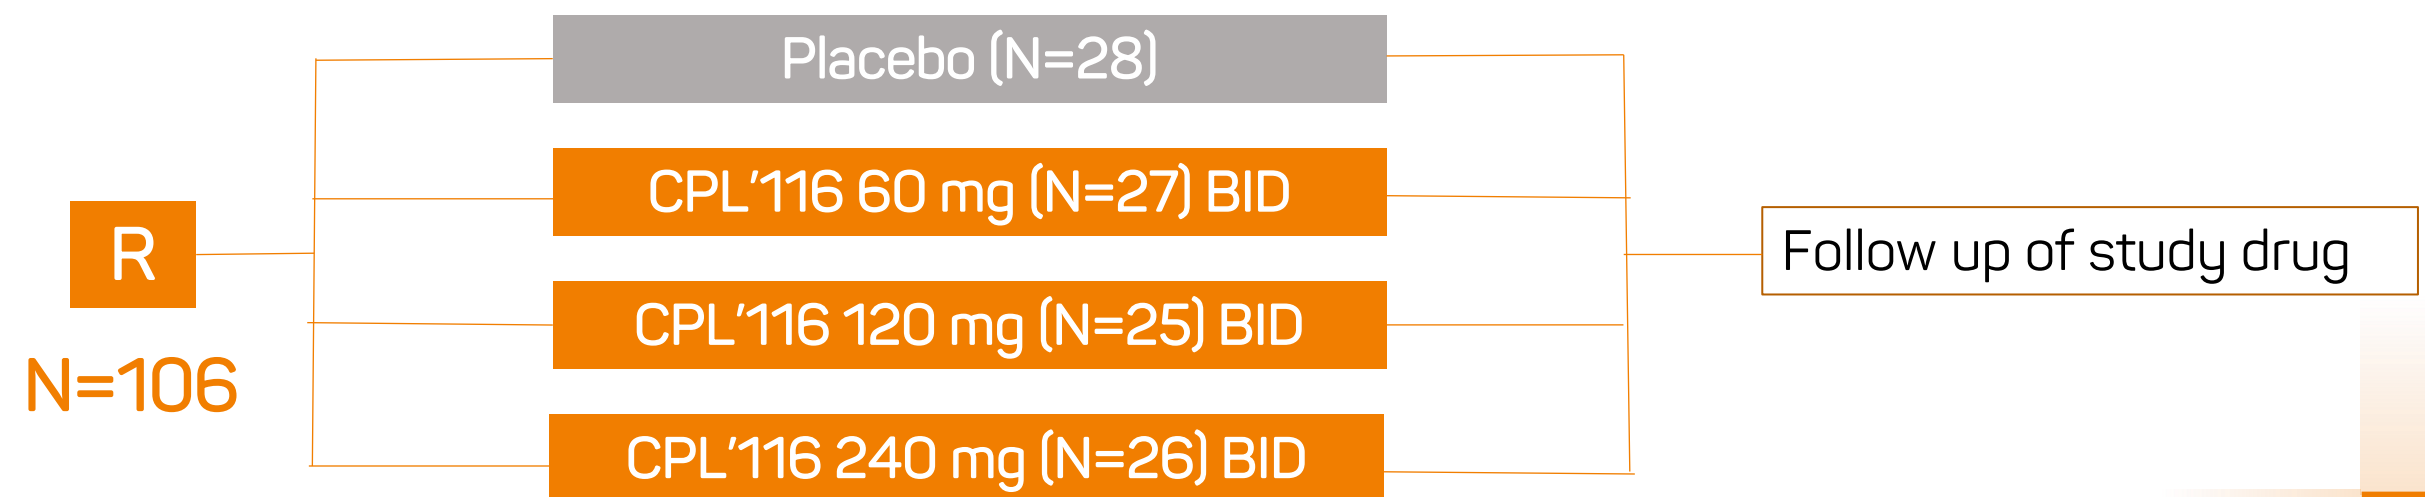 Placebo (N=28)
CPL'116 60 mg (N=27) BID
R
Follow up of study drug
CPL'116 120 mg (N=25) BID
N=106
CPL'116 240 mg (N=26) BID